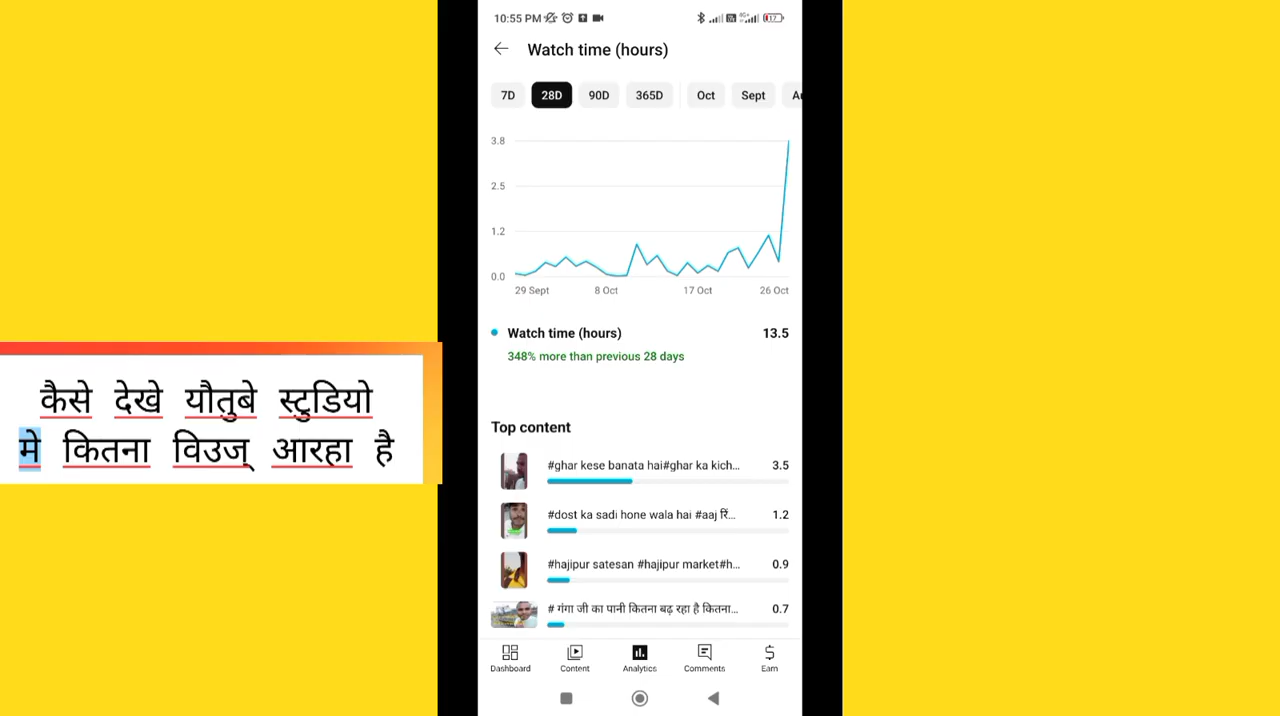 10:55 PM
17
Watch time (hours)
7D 28D 90D 365D Oct Sept
3.8
2.5
1.2
0.0
29 Sept 8 Oct 17 Oct 26 Oct
Watch time (hours) 13.5
348% more than previous 28 days
Top content
#ghar kese banata hai#ghar ka kich... 3.5
#dost ka sadi hone wala hai #aaj रिं... 1.2
#hajipur satesan #hajipur market#h... 0.9
# गंगा जी का पानी कितना बढ़ रहा है कितना... 0.7
Dashboard Content Analytics Comments Earn
कैसे देखे यौतुबे स्टुडियो
मे कितना विउज् आरहा है